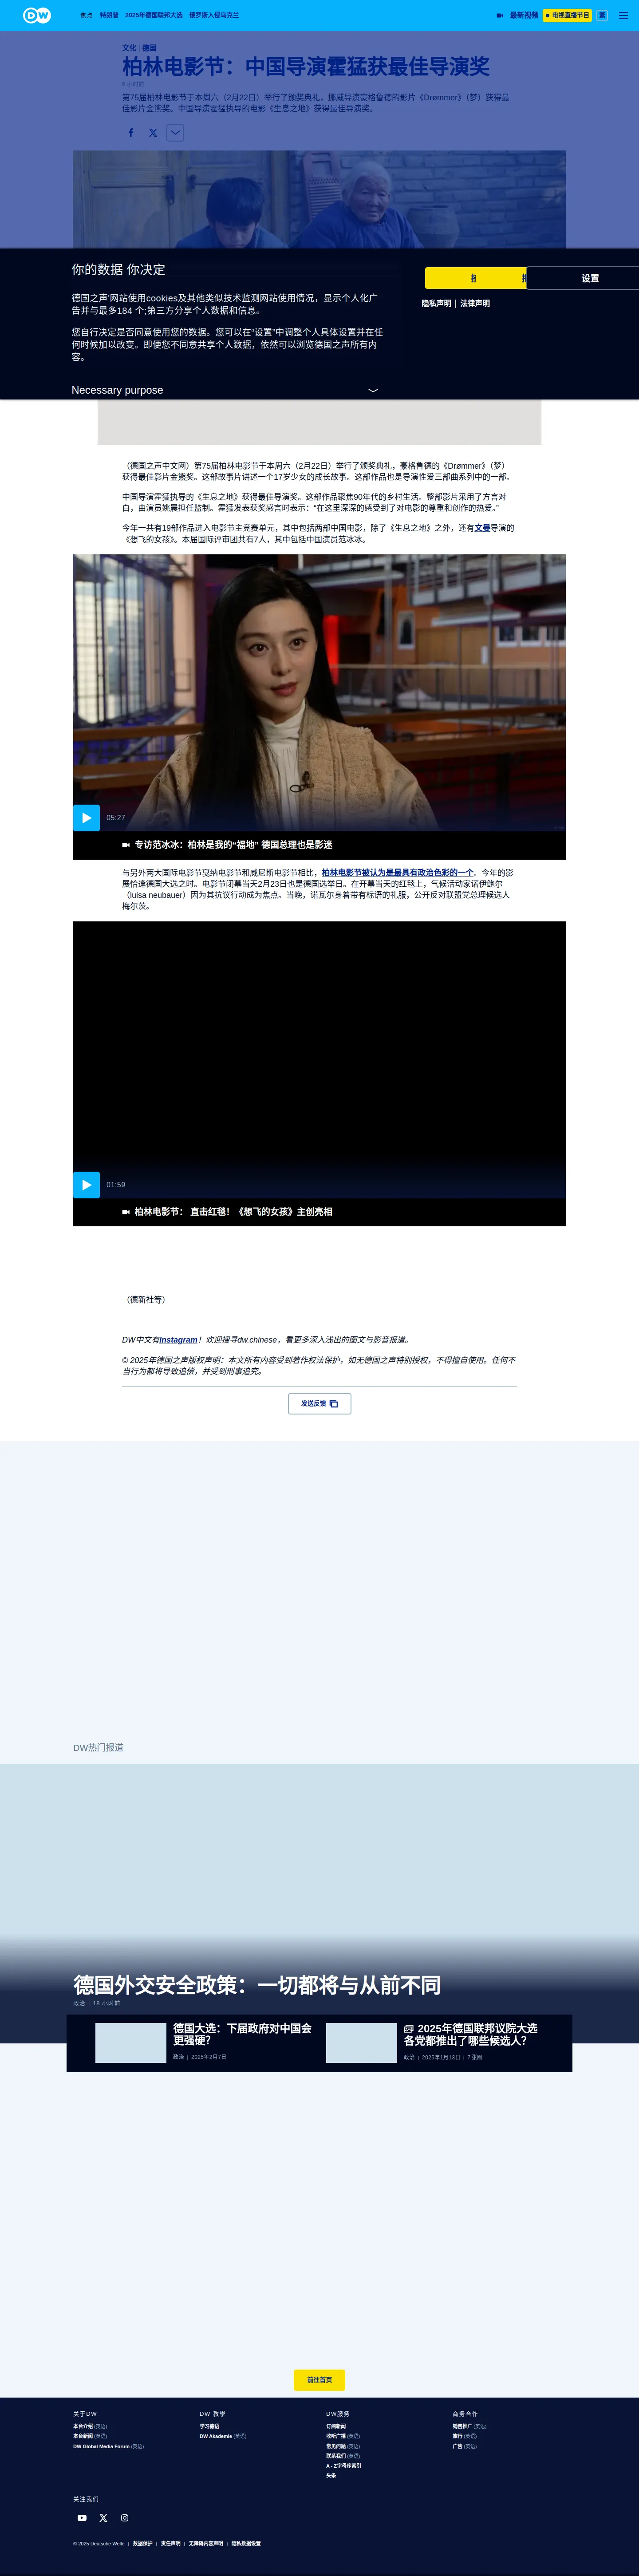 DW
焦点 特朗普 2025年德国联邦大选 俄罗斯入侵乌克兰
最新视频 电视直播节目 繁
文化 | 德国
柏林电影节：中国导演霍猛获最佳导演奖
第75届柏林电影节于本周六（2月22日）举行了颁奖典礼，挪威导演豪格鲁德的影片《Drømmer》（梦）获得最
佳影片金熊奖。中国导演霍猛执导的电影《生息之地》获得最佳导演奖。
你的数据 你决定
设置
隐私声明 | 法律声明
德国之声'网站使用cookies及其他类似技术监测网站使用情况，显示个人化广
告并与最多184 个;第三方分享个人数据和信息。
您自行决定是否同意使用您的数据。您可以在“设置”中调整个人具体设置并在任
何时候加以改变。即便您不同意共享个人数据，依然可以浏览德国之声所有内
容。
Necessary purpose
（德国之声中文网）第75届柏林电影节于本周六（2月22日）举行了颁奖典礼，豪格鲁德的《Drømmer》（梦）
获得最佳影片金熊奖。这部故事片讲述一个17岁少女的成长故事。这部作品也是导演性爱三部曲系列中的一部。
中国导演霍猛执导的《生息之地》获得最佳导演奖。这部作品聚焦90年代的乡村生活。整部影片采用了方言对
白，由演员姚晨担任监制。霍猛发表获奖感言时表示：“在这里深深的感受到了对电影的尊重和创作的热爱。”
今年一共有19部作品进入电影节主竞赛单元，其中包括两部中国电影，除了《生息之地》之外，还有文晏导演的
《想飞的女孩》。本届国际评审团共有7人，其中包括中国演员范冰冰。
05:27
专访范冰冰：柏林是我的“福地” 德国总理也是影迷
与另外两大国际电影节戛纳电影节和威尼斯电影节相比，柏林电影节被认为是最具有政治色彩的一个。今年的影
展恰逢德国大选之时。电影节闭幕当天2月23日也是德国选举日。在开幕当天的红毯上，气候活动家诺伊鲍尔
（luisa neubauer）因为其抗议行动成为焦点。当晚，诺瓦尔身着带有标语的礼服，公开反对联盟党总理候选人
梅尔茨。
01:59
柏林电影节： 直击红毯！《想飞的女孩》主创亮相
（德新社等）
DW中文有Instagram！欢迎搜寻dw.chinese，看更多深入浅出的图文与影音报道。
© 2025年德国之声版权声明：本文所有内容受到著作权法保护，如无德国之声特别授权，不得擅自使用。任何不
当行为都将导致追偿，并受到刑事追究。
发送反馈
DW热门报道
德国外交安全政策：一切都将与从前不同
政治 | 18 小时前
德国大选：下届政府对中国会
更强硬？
政治 | 2025年2月7日
2025年德国联邦议院大选
各党都推出了哪些候选人？
政治 | 2025年1月13日 | 7 张图
前往首页
关于DW
本台介绍 (英语)
本台新闻 (英语)
DW Global Media Forum (英语)
DW 教學
学习德语
DW Akademie (英语)
DW服务
订阅新闻
收听广播 (英语)
常见问题 (英语)
联系我们 (英语)
A - Z字母序索引
头条
商务合作
销售推广 (英语)
旅行 (英语)
广告 (英语)
关注我们
© 2025 Deutsche Welle | 数据保护 | 责任声明 | 无障碍内容声明 | 隐私数据设置